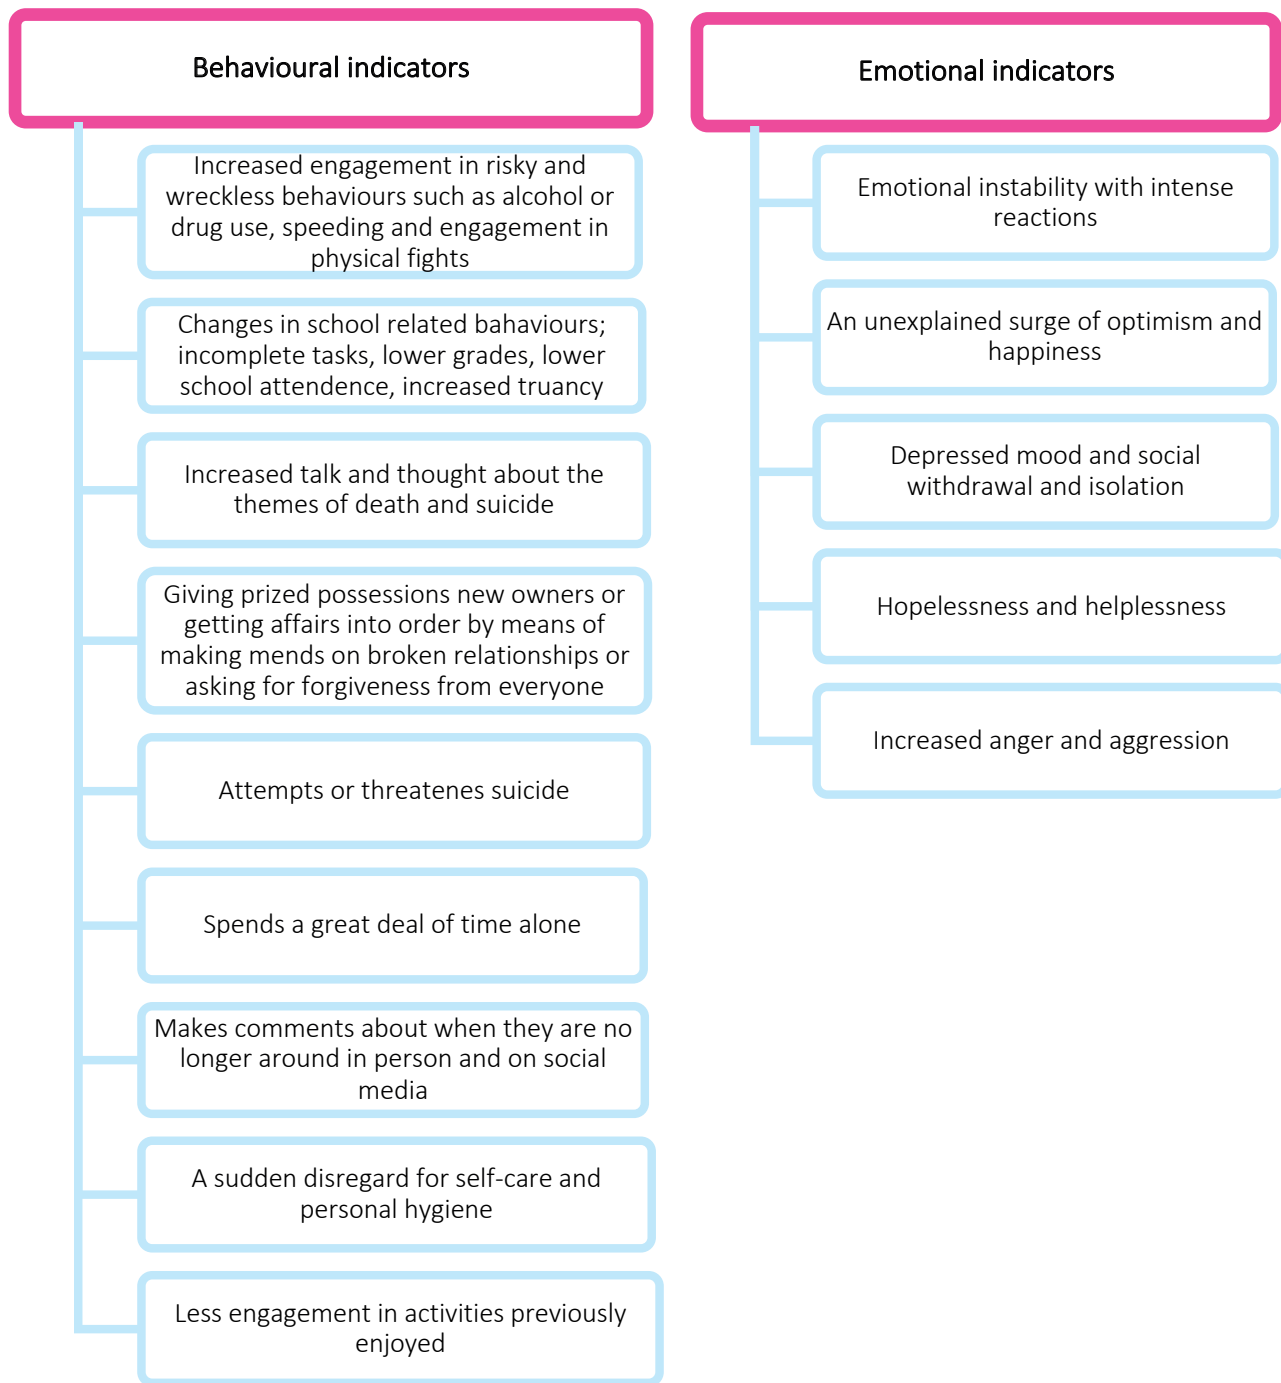 Behavioural indicators
Increased engagement in risky and
wreckless behaviours such as alcohol or
drug use, speeding and engagement in
physical fights
Changes in school related bahaviours;
incomplete tasks, lower grades, lower
school attendence, increased truancy
Increased talk and thought about the
themes of death and suicide
Giving prized possessions new owners or
getting affairs into order by means of
making mends on broken relationships or
asking for forgiveness from everyone
Attempts or threatenes suicide
Spends a great deal of time alone
Makes comments about when they are no
longer around in person and on social
media
A sudden disregard for self-care and
personal hygiene
Less engagement in activities previously
enjoyed
Emotional indicators
Emotional instability with intense
reactions
An unexplained surge of optimism and
happiness
Depressed mood and social
withdrawal and isolation
Hopelessness and helplessness
Increased anger and aggression